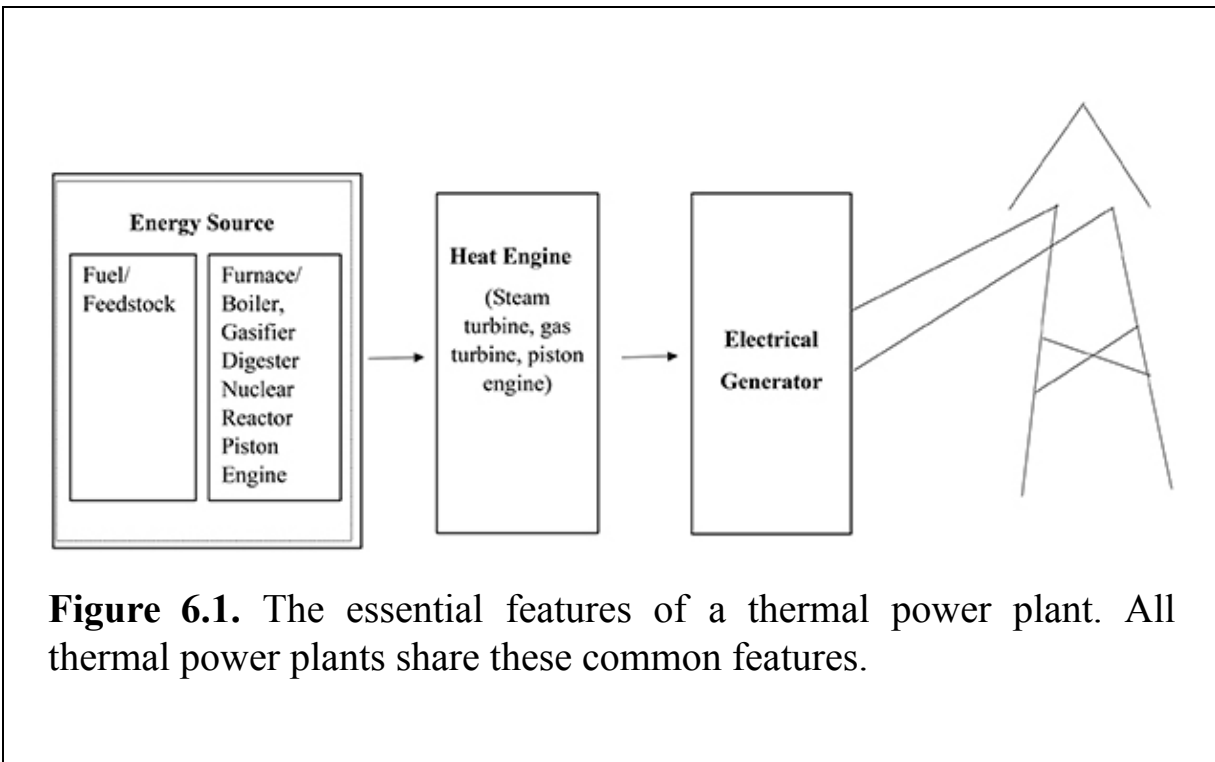 Energy Source
Fuel/
Feedstock
Furnace/
Boiler,
Gasifier
Digester
Nuclear
Reactor
Piston
Engine
Heat Engine
(Steam
turbine, gas
turbine, piston
engine)
Electrical
Generator
Figure 6.1. The essential features of a thermal power plant. All
thermal power plants share these common features.